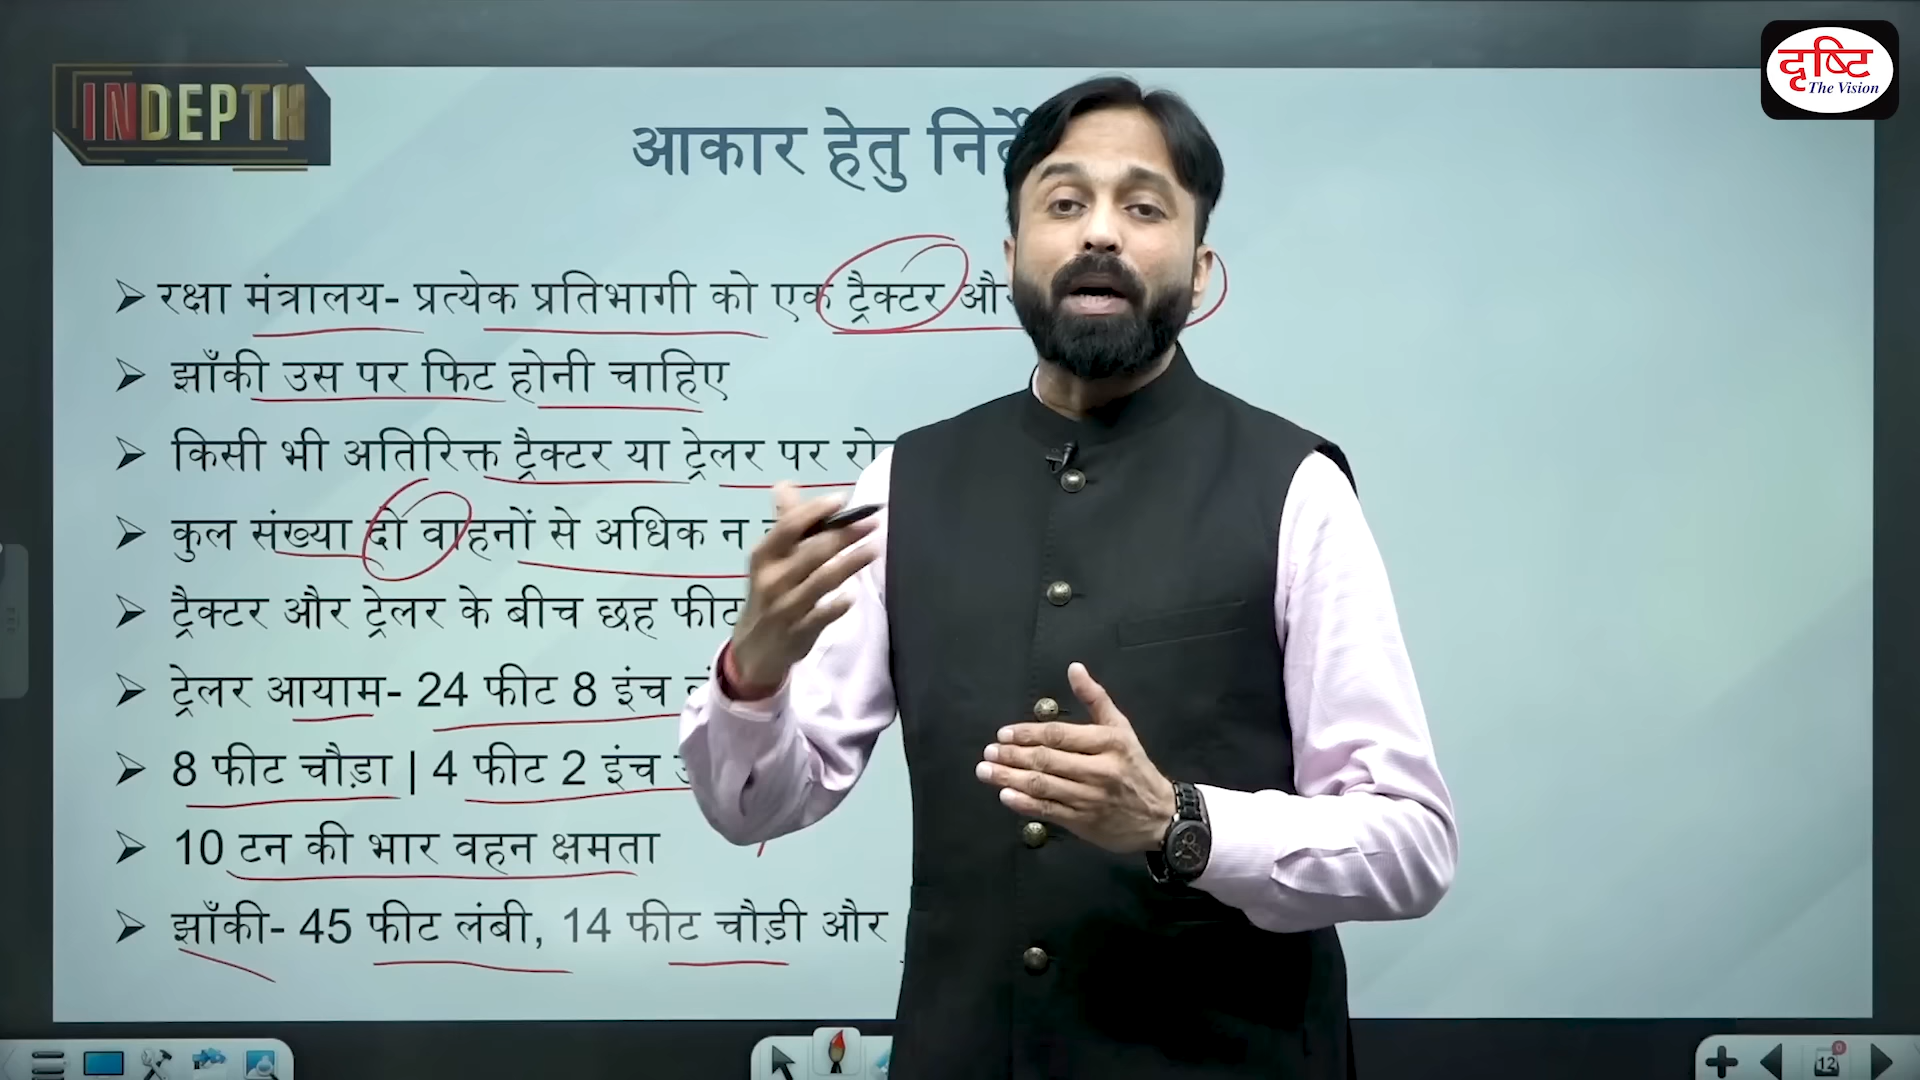 INDEPTH
दृष्टि
The Vision
आकार हेतु
रक्षा मंत्रालय- प्रत्येक प्रतिभागी को एक ट्रैक्टर
झाँकी उस पर फिट होनी चाहिए
किसी भी अतिरिक्त ट्रैक्टर या ट्रेलर पर
कुल संख्या दो वाहनों से अधिक न
ट्रैक्टर और ट्रेलर के बीच छह फीट
ट्रेलर आयाम- 24 फीट 8 इंच
8 फीट चौड़ा | 4 फीट 2 इंच
10 टन की भार वहन क्षमता
झाँकी- 45 फीट लंबी, 14 फीट चौड़ी और
12